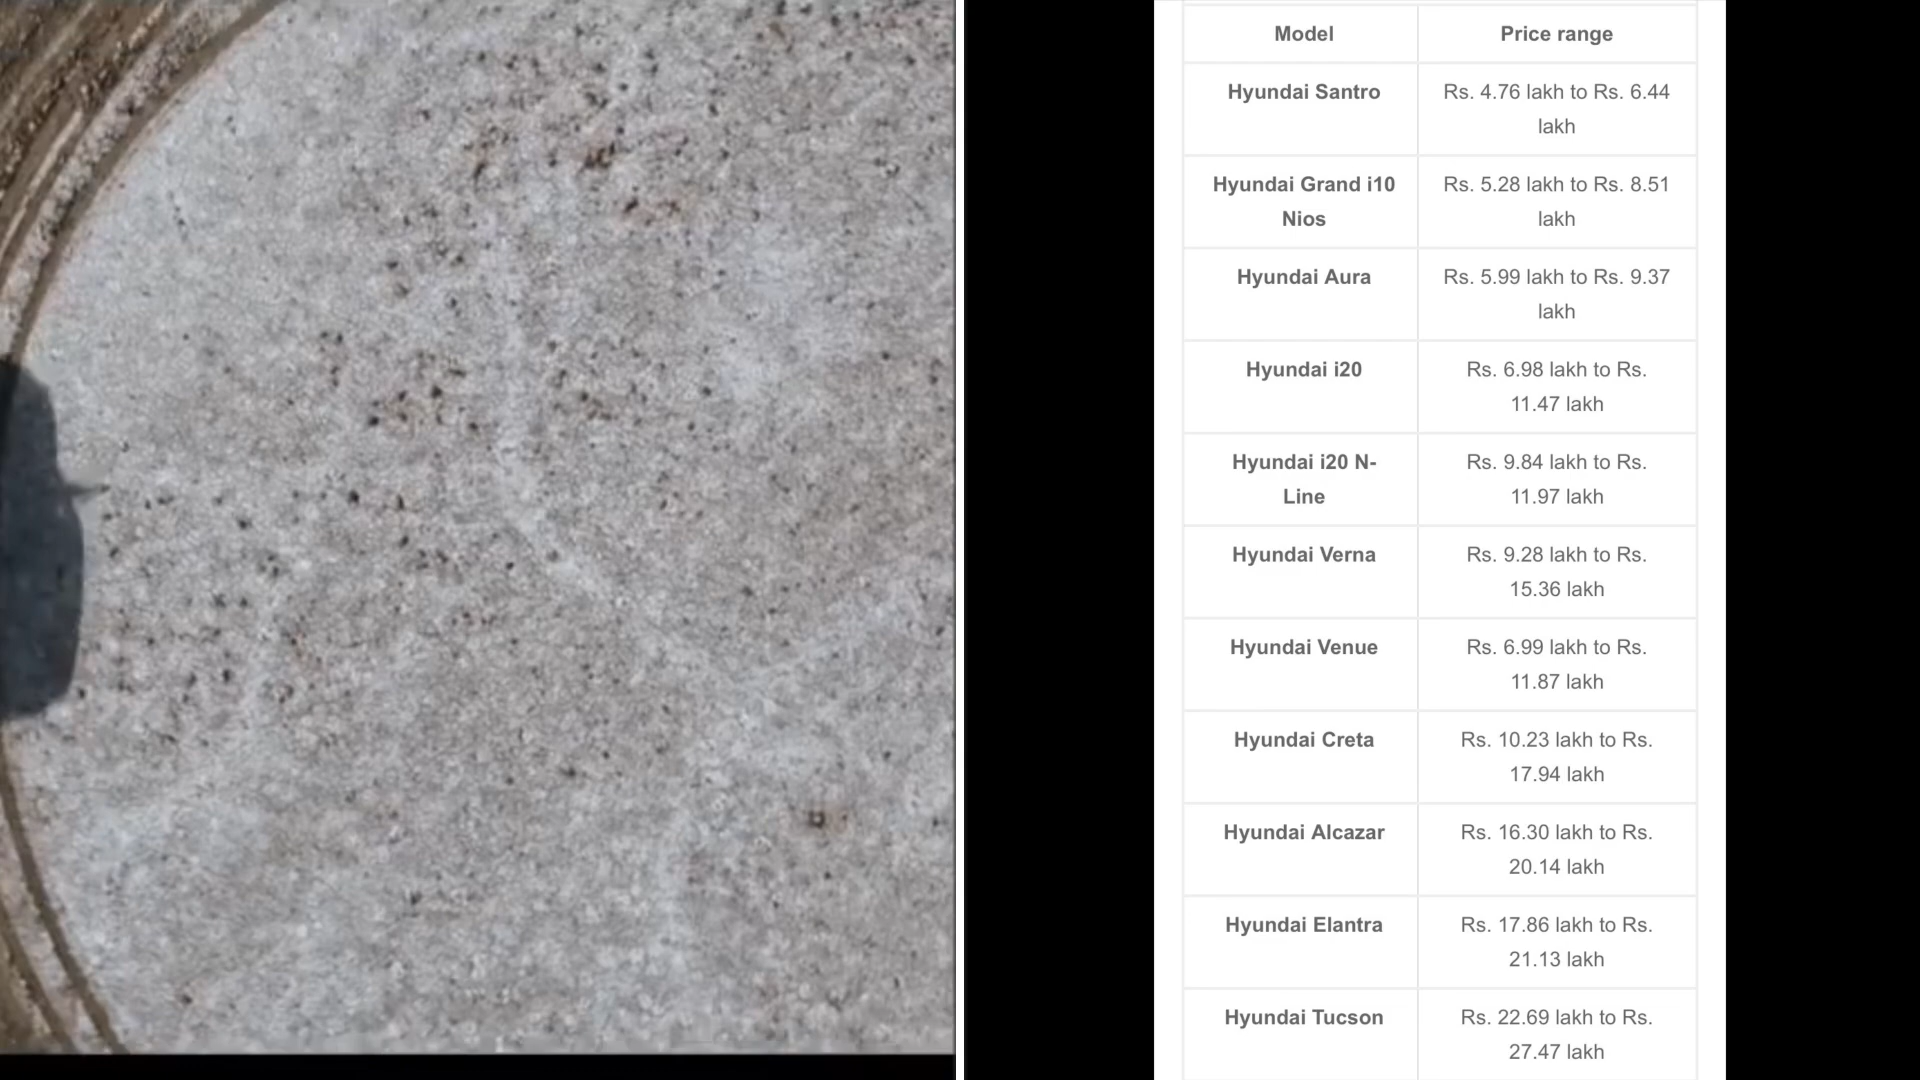 Model Price range
Hyundai Santro Rs. 4.76 lakh to Rs. 6.44
lakh
Hyundai Grand i10 Rs. 5.28 lakh to Rs. 8.51
Nios lakh
Hyundai Aura Rs. 5.99 lakh to Rs. 9.37
lakh
Hyundai i20 Rs. 6.98 lakh to Rs.
11.47 lakh
Hyundai i20 N- Rs. 9.84 lakh to Rs.
Line 11.97 lakh
Hyundai Verna Rs. 9.28 lakh to Rs.
15.36 lakh
Hyundai Venue Rs. 6.99 lakh to Rs.
11.87 lakh
Hyundai Creta Rs. 10.23 lakh to Rs.
17.94 lakh
Hyundai Alcazar Rs. 16.30 lakh to Rs.
20.14 lakh
Hyundai Elantra Rs. 17.86 lakh to Rs.
21.13 lakh
Hyundai Tucson Rs. 22.69 lakh to Rs.
27.47 lakh